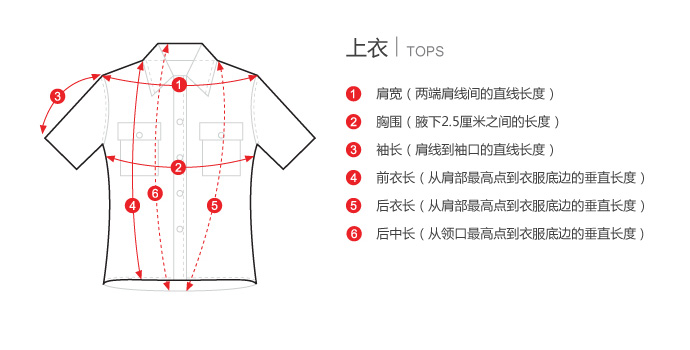 上衣 | TOPS
1 肩宽（两端肩线间的直线长度）
2 胸围（腋下2.5厘米之间的长度）
3 袖长（肩线到袖口的直线长度）
4 前衣长（从肩部最高点到衣服底边的垂直长度）
5 后衣长（从肩部最高点到衣服底边的垂直长度）
6 后中长（从领口最高点到衣服底边的垂直长度）
1
3
2
6
4
5